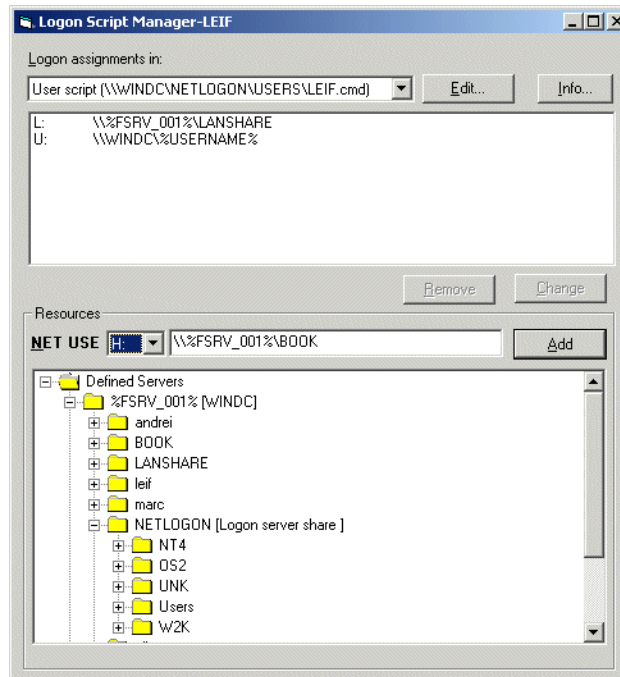 Logon Script Manager-LEIF
Logon assignments in:
User script (\\WINDC\NETLOGON\USERS\LEIF.cmd) Edit... Info...
L: \\%FSRV_001%\LANSHARE
U: \\WINDC\%USERNAME%
Remove Change
Resources
NET USE H: \\%FSRV_001%\BOOK Add
Defined Servers
%FSRV_001% [WINDC]
andrei
BOOK
LANSHARE
leif
marc
NETLOGON [Logon server share ]
NT4
OS2
UNK
Users
W2K